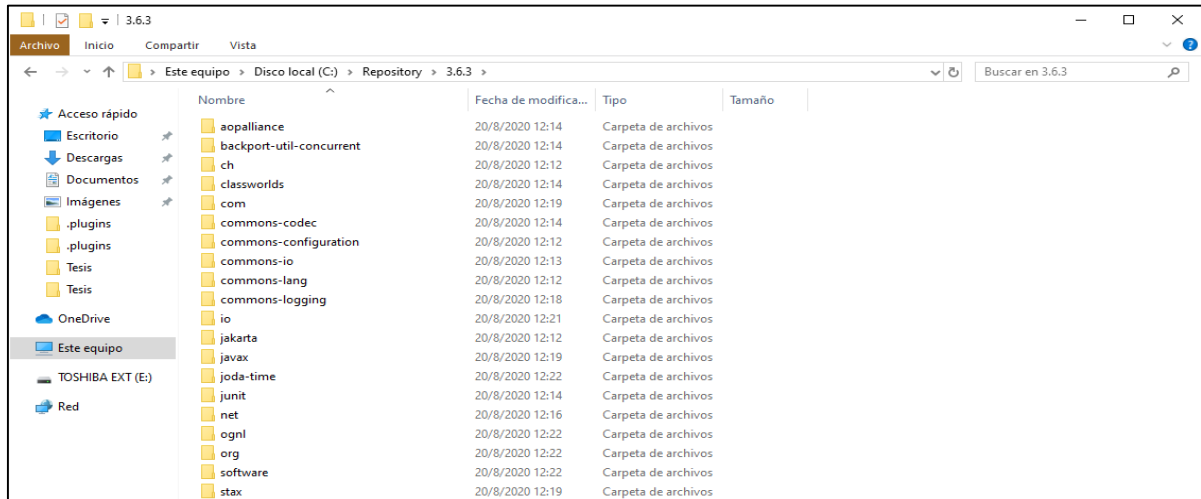 3.6.3
Archivo Inicio Compartir Vista
Este equipo > Disco local (C:) > Repository > 3.6.3 > Buscar en 3.6.3
Nombre Fecha de modifica... Tipo Tamaño
Acceso rápido
Escritorio
Descargas
Documentos
Imágenes
.plugins
.plugins
Tesis
Tesis
OneDrive
Este equipo
TOSHIBA EXT (E:)
Red
aopalliance 20/8/2020 12:14 Carpeta de archivos
backport-util-concurrent 20/8/2020 12:14 Carpeta de archivos
ch 20/8/2020 12:12 Carpeta de archivos
classworlds 20/8/2020 12:14 Carpeta de archivos
com 20/8/2020 12:19 Carpeta de archivos
commons-codec 20/8/2020 12:14 Carpeta de archivos
commons-configuration 20/8/2020 12:12 Carpeta de archivos
commons-io 20/8/2020 12:13 Carpeta de archivos
commons-lang 20/8/2020 12:12 Carpeta de archivos
commons-logging 20/8/2020 12:18 Carpeta de archivos
io 20/8/2020 12:21 Carpeta de archivos
jakarta 20/8/2020 12:12 Carpeta de archivos
javax 20/8/2020 12:19 Carpeta de archivos
joda-time 20/8/2020 12:22 Carpeta de archivos
junit 20/8/2020 12:14 Carpeta de archivos
net 20/8/2020 12:16 Carpeta de archivos
ognl 20/8/2020 12:22 Carpeta de archivos
org 20/8/2020 12:22 Carpeta de archivos
software 20/8/2020 12:22 Carpeta de archivos
stax 20/8/2020 12:19 Carpeta de archivos